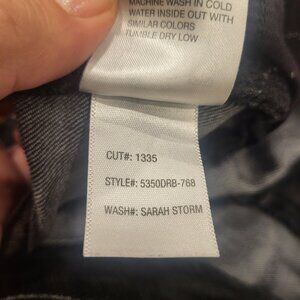 MACHINE WASH IN COLD
WATER INSIDE OUT WITH
SIMILAR COLORS
TUMBLE DRY LOW
CUT#: 1335
STYLE#: 5350DRB-768
WASH#: SARAH STORM